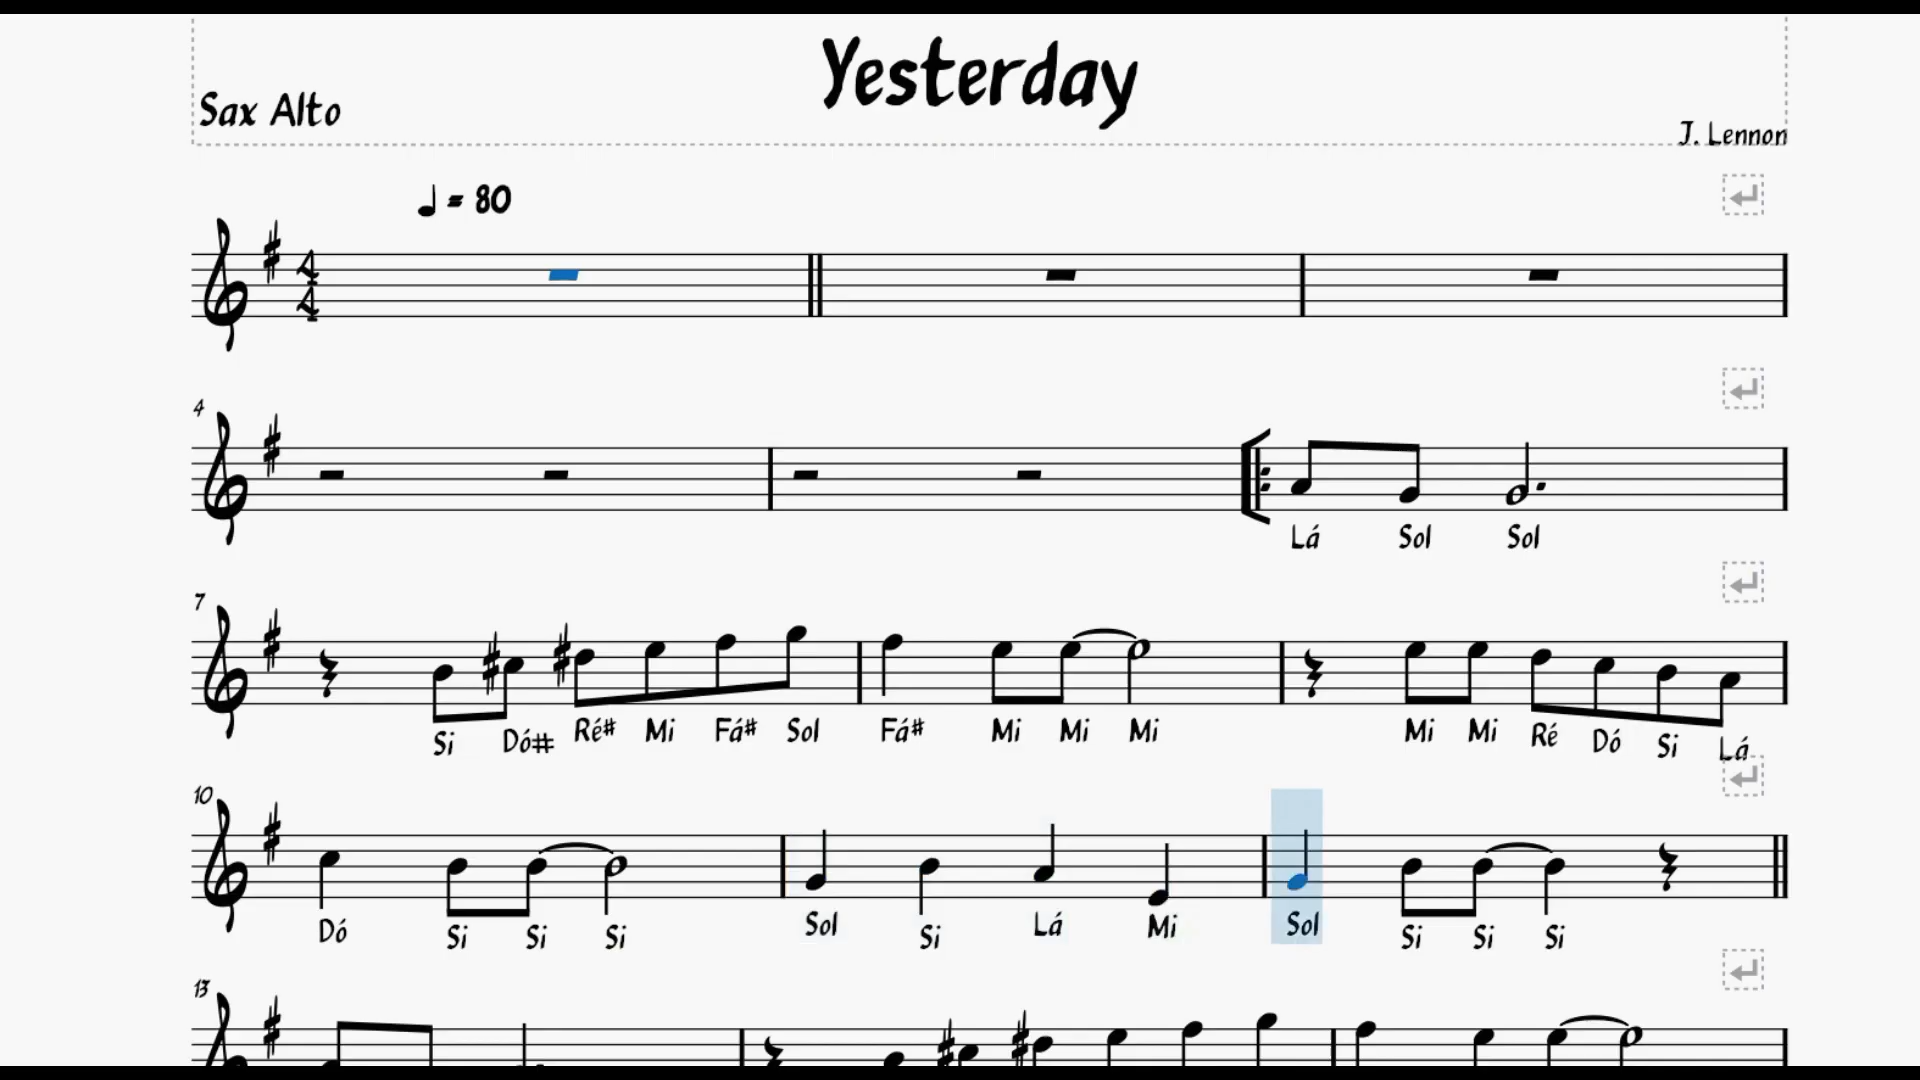 Yesterday
Sax Alto
J. Lennon
= 80
4
4
4
Lá Sol Sol
7
Si Dó# Ré# Mi Fá# Sol Fá# Mi Mi Mi Mi Mi Ré Dó Si Lá
10
Dó Si Si Si Sol Si Lá Mi Sol Si Si Si
13